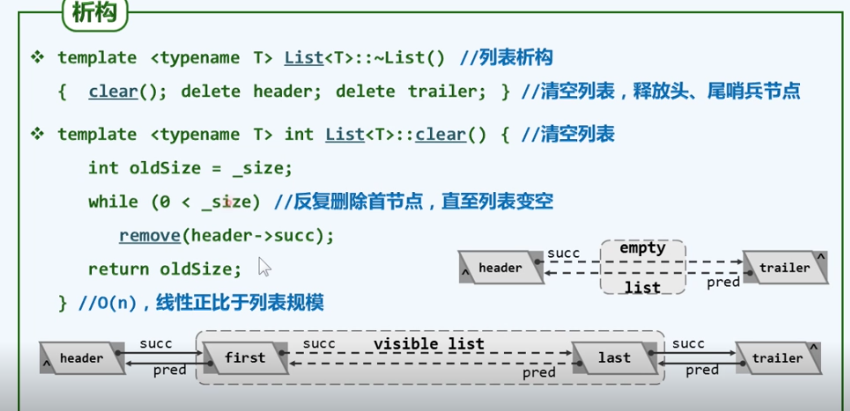 析构
❖ template <typename T> List<T>::~List() //列表析构
{ clear(); delete header; delete trailer; } //清空列表，释放头、尾哨兵节点
❖ template <typename T> int List<T>::clear() { //清空列表
int oldSize = _size;
while (0 < _size) //反复删除首节点，直至列表变空
remove(header->succ);
return oldSize;
} //O(n)，线性正比于列表规模
^ header succ empty list pred trailer ^
^ header succ pred first succ visible list pred last succ pred trailer ^